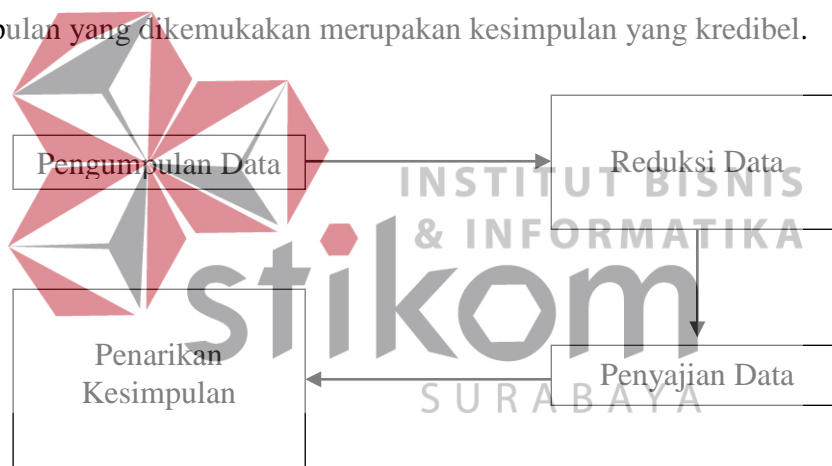 pulan yang dikemukakan merupakan kesimpulan yang kredibel.
Pengumpulan Data
Reduksi Data
INSTITUT BISNIS
& INFORMATIKA
stikom
SURABAYA
Penarikan
Kesimpulan
Penyajian Data